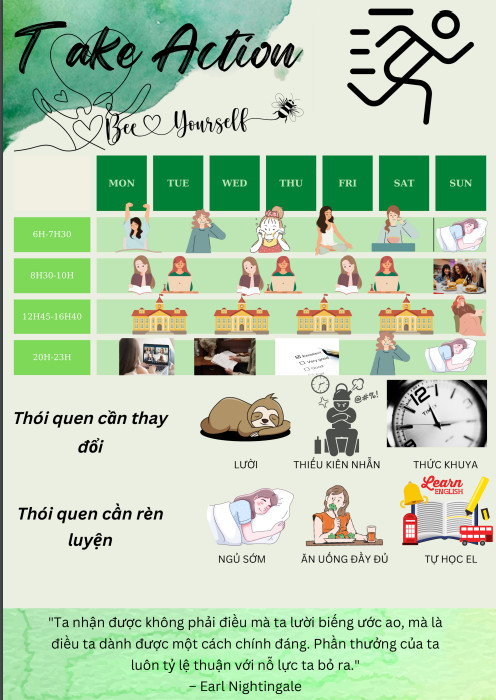 Take Action
Bee Yourself
MON TUE WED THU FRI SAT SUN
6H-7H30
8H30-10H
12H45-16H40
20H-23H
Thói quen cần thay
đổi
@#%!
LƯỜI THIẾU KIÊN NHẪN THỨC KHUYA
Learn
ENGLISH
Thói quen cần rèn
luyện
NGỦ SỚM ĂN UỐNG ĐẦY ĐỦ TỰ HỌC EL
"Ta nhận được không phải điều mà ta lười biếng ước ao, mà là
điều ta dành được một cách chính đáng. Phần thưởng của ta
luôn tỷ lệ thuận với nỗ lực ta bỏ ra."
– Earl Nightingale